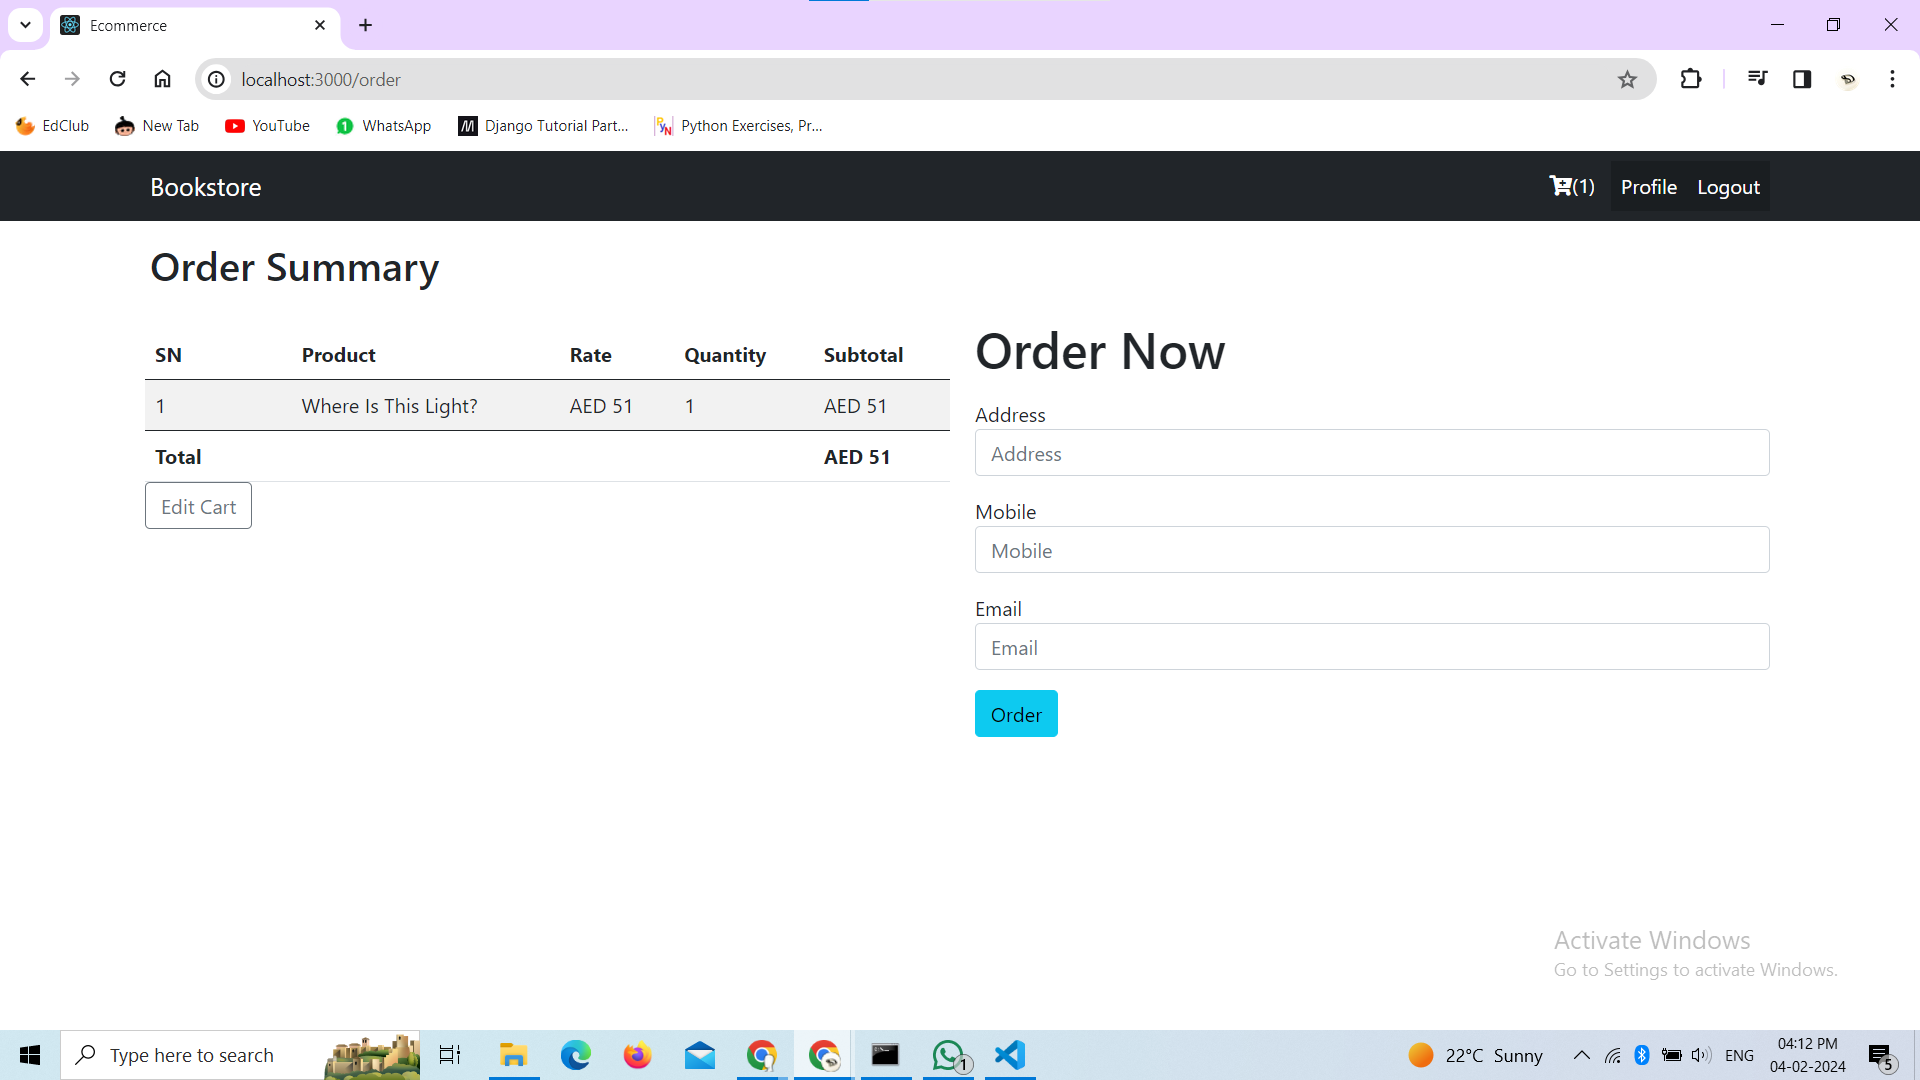 Ecommerce
localhost:3000/order
EdClub New Tab YouTube WhatsApp Django Tutorial Part... Python Exercises, Pr...
Bookstore (1) Profile Logout
Order Summary
SN Product Rate Quantity Subtotal
1 Where Is This Light? AED 51 1 AED 51
Total AED 51
Edit Cart
Order Now
Address
Address
Mobile
Mobile
Email
Email
Order
Activate Windows
Go to Settings to activate Windows.
Type here to search
1
22°C Sunny
ENG
04:12 PM
04-02-2024
5